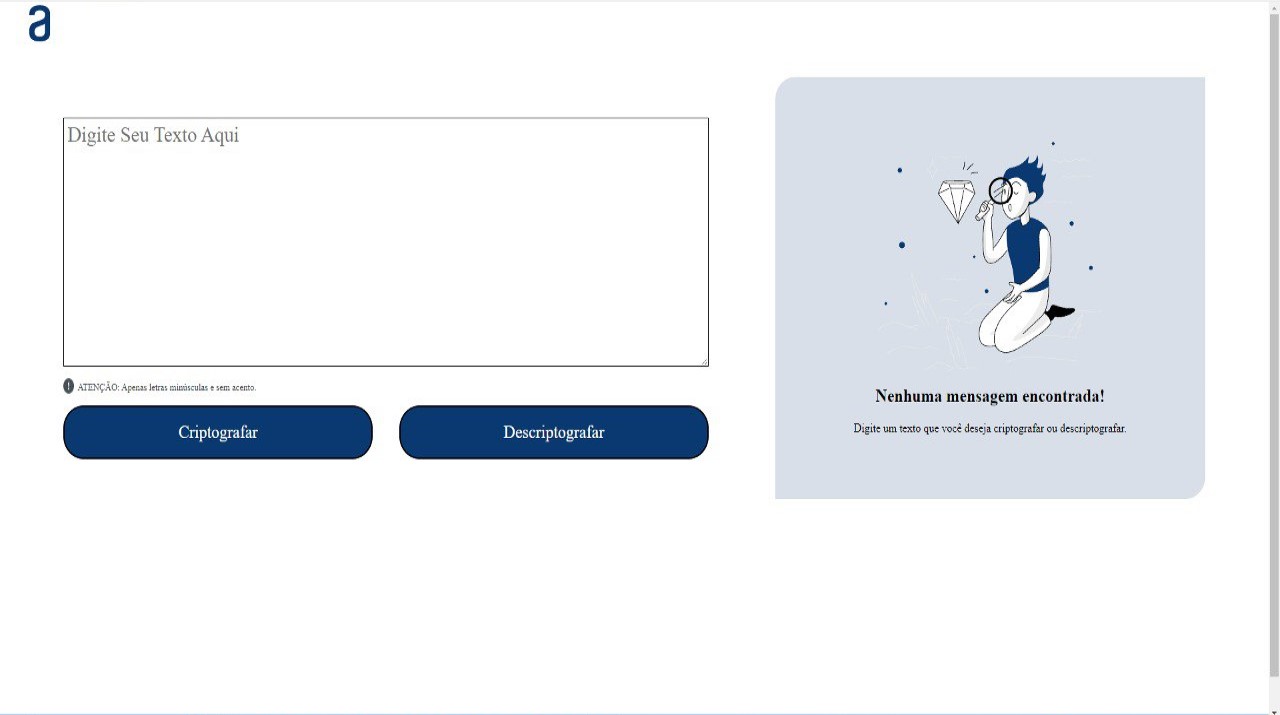 a
Digite Seu Texto Aqui
! ATENÇÃO: Apenas letras minúsculas e sem acento.
Criptografar
Descriptografar
Nenhuma mensagem encontrada!
Digite um texto que você deseja criptografar ou descriptografar.